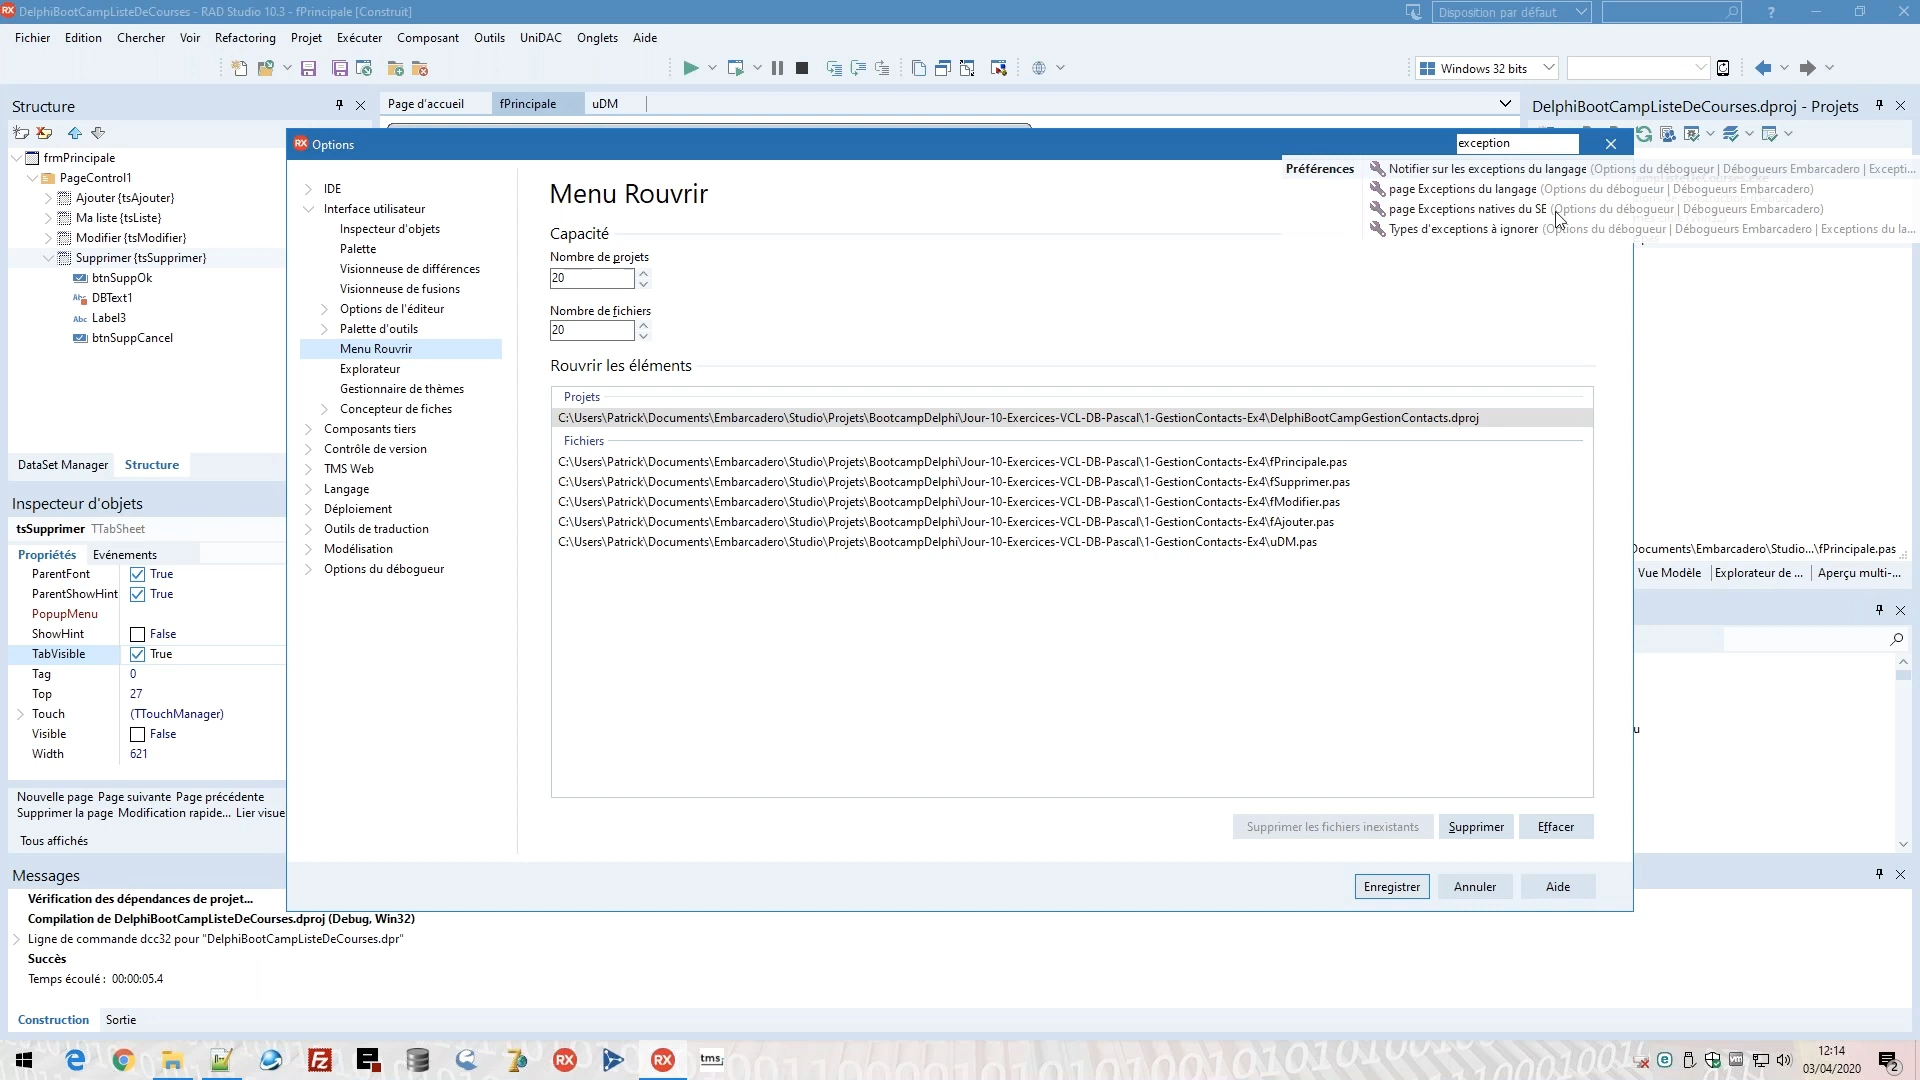 DelphiBootCampListeDeCourses - RAD Studio 10.3 - fPrincipale [Construit]
Disposition par défaut
Fichier Edition Chercher Voir Refactoring Projet Exécuter Composant Outils UniDAC Onglets Aide
Windows 32 bits
Structure
Page d'accueil fPrincipale uDM
DelphiBootCampListeDeCourses.dproj - Projets
frmPrincipale
PageControl1
Ajouter {tsAjouter}
Ma liste {tsListe}
Modifier {tsModifier}
Supprimer {tsSupprimer}
btnSuppOk
DBText1
Label3
btnSuppCancel
DataSet Manager Structure
Inspecteur d'objets
tsSupprimer TTabSheet
Propriétés Evénements
ParentFont True
ParentShowHint True
PopupMenu
ShowHint False
TabVisible True
Tag 0
Top 27
Touch (TTouchManager)
Visible False
Width 621
Nouvelle page Page suivante Page précédente
Supprimer la page Modification rapide... Lier visue
Tous affichés
Options
exception
Préférences
Notifier sur les exceptions du langage (Options du débogueur | Débogueurs Embarcadero | Excepti...
page Exceptions du langage (Options du débogueur | Débogueurs Embarcadero)
page Exceptions natives du SE (Options du débogueur | Débogueurs Embarcadero)
Types d'exceptions à ignorer (Options du débogueur | Débogueurs Embarcadero | Exceptions du la...
IDE
Interface utilisateur
Inspecteur d'objets
Palette
Visionneuse de différences
Visionneuse de fusions
Options de l'éditeur
Palette d'outils
Menu Rouvrir
Explorateur
Gestionnaire de thèmes
Concepteur de fiches
Composants tiers
Contrôle de version
TMS Web
Langage
Déploiement
Outils de traduction
Modélisation
Options du débogueur
Menu Rouvrir
Capacité
Nombre de projets
20
Nombre de fichiers
20
Rouvrir les éléments
Projets
C:\Users\Patrick\Documents\Embarcadero\Studio\Projets\BootcampDelphi\Jour-10-Exercices-VCL-DB-Pascal\1-GestionContacts-Ex4\DelphiBootCampGestionContacts.dproj
Fichiers
C:\Users\Patrick\Documents\Embarcadero\Studio\Projets\BootcampDelphi\Jour-10-Exercices-VCL-DB-Pascal\1-GestionContacts-Ex4\fPrincipale.pas
C:\Users\Patrick\Documents\Embarcadero\Studio\Projets\BootcampDelphi\Jour-10-Exercices-VCL-DB-Pascal\1-GestionContacts-Ex4\fSupprimer.pas
C:\Users\Patrick\Documents\Embarcadero\Studio\Projets\BootcampDelphi\Jour-10-Exercices-VCL-DB-Pascal\1-GestionContacts-Ex4\fModifier.pas
C:\Users\Patrick\Documents\Embarcadero\Studio\Projets\BootcampDelphi\Jour-10-Exercices-VCL-DB-Pascal\1-GestionContacts-Ex4\fAjouter.pas
C:\Users\Patrick\Documents\Embarcadero\Studio\Projets\BootcampDelphi\Jour-10-Exercices-VCL-DB-Pascal\1-GestionContacts-Ex4\uDM.pas
Supprimer les fichiers inexistants Supprimer Effacer
Enregistrer Annuler Aide
Documents\Embarcadero\Studio...\fPrincipale.pas
Vue Modèle Explorateur de ... Aperçu multi-...
u
Messages
Vérification des dépendances de projet...
Compilation de DelphiBootCampListeDeCourses.dproj (Debug, Win32)
Ligne de commande dcc32 pour "DelphiBootCampListeDeCourses.dpr"
Succès
Temps écoulé : 00:00:05.4
Construction Sortie
RX RX tms
12:14
03/04/2020
2